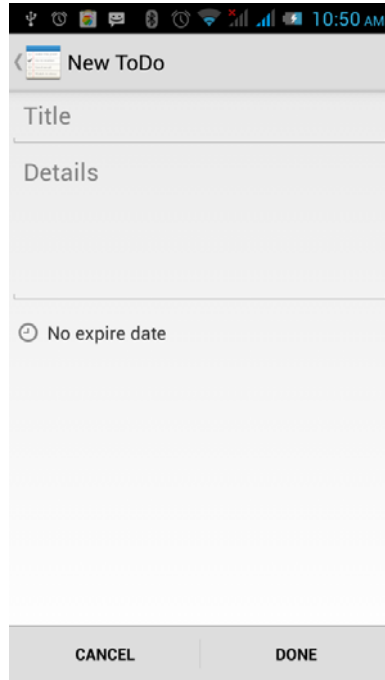 10:50 AM
New ToDo
Title
Details
No expire date
CANCEL DONE